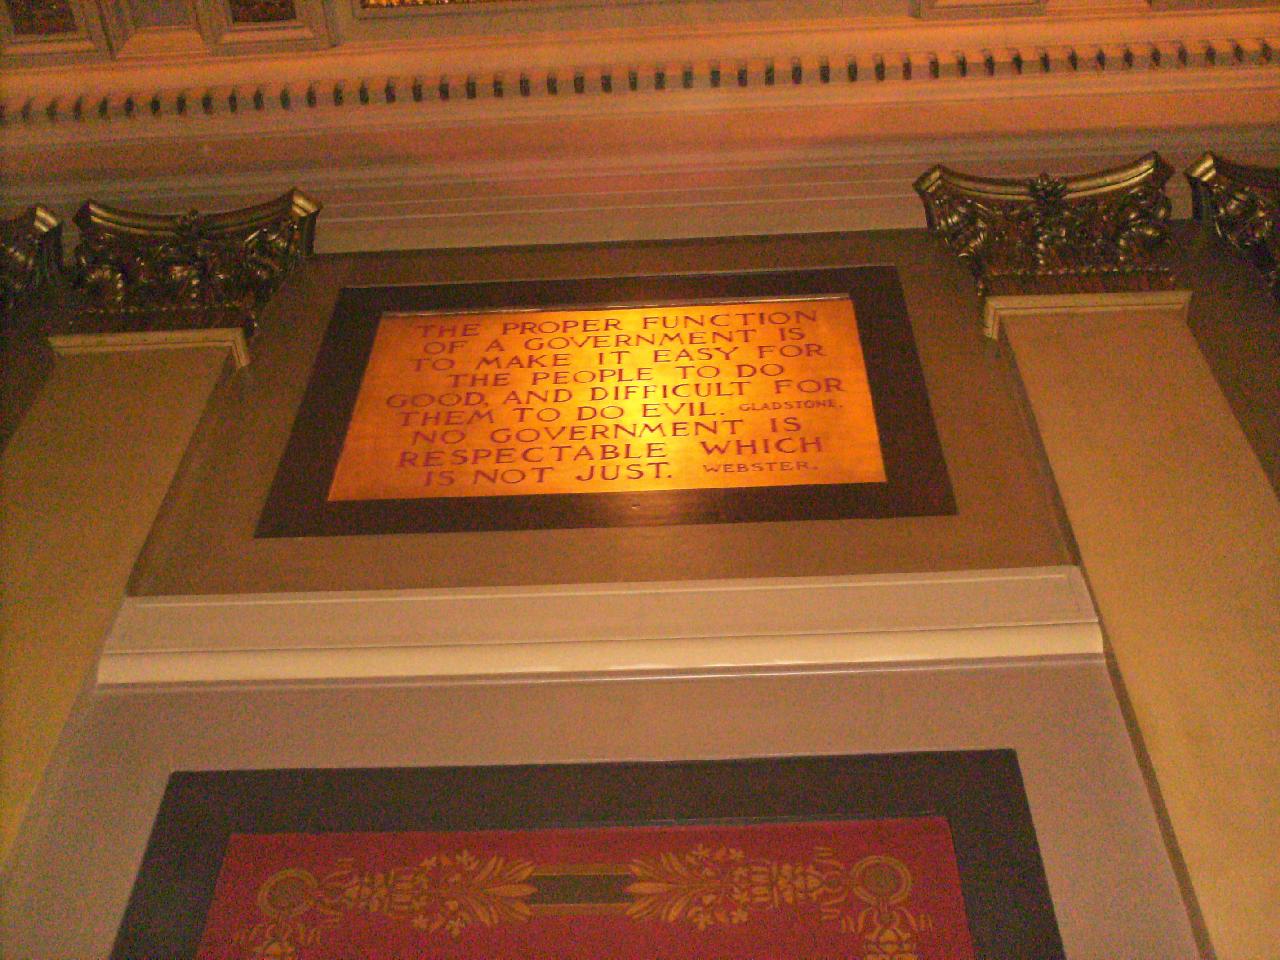 THE PROPER FUNCTION
OF A GOVERNMENT IS
TO MAKE IT EASY FOR
THE PEOPLE TO DO
GOOD, AND DIFFICULT FOR
THEM TO DO EVIL. GLADSTONE.
NO GOVERNMENT IS
RESPECTABLE WHICH
IS NOT JUST. WEBSTER.